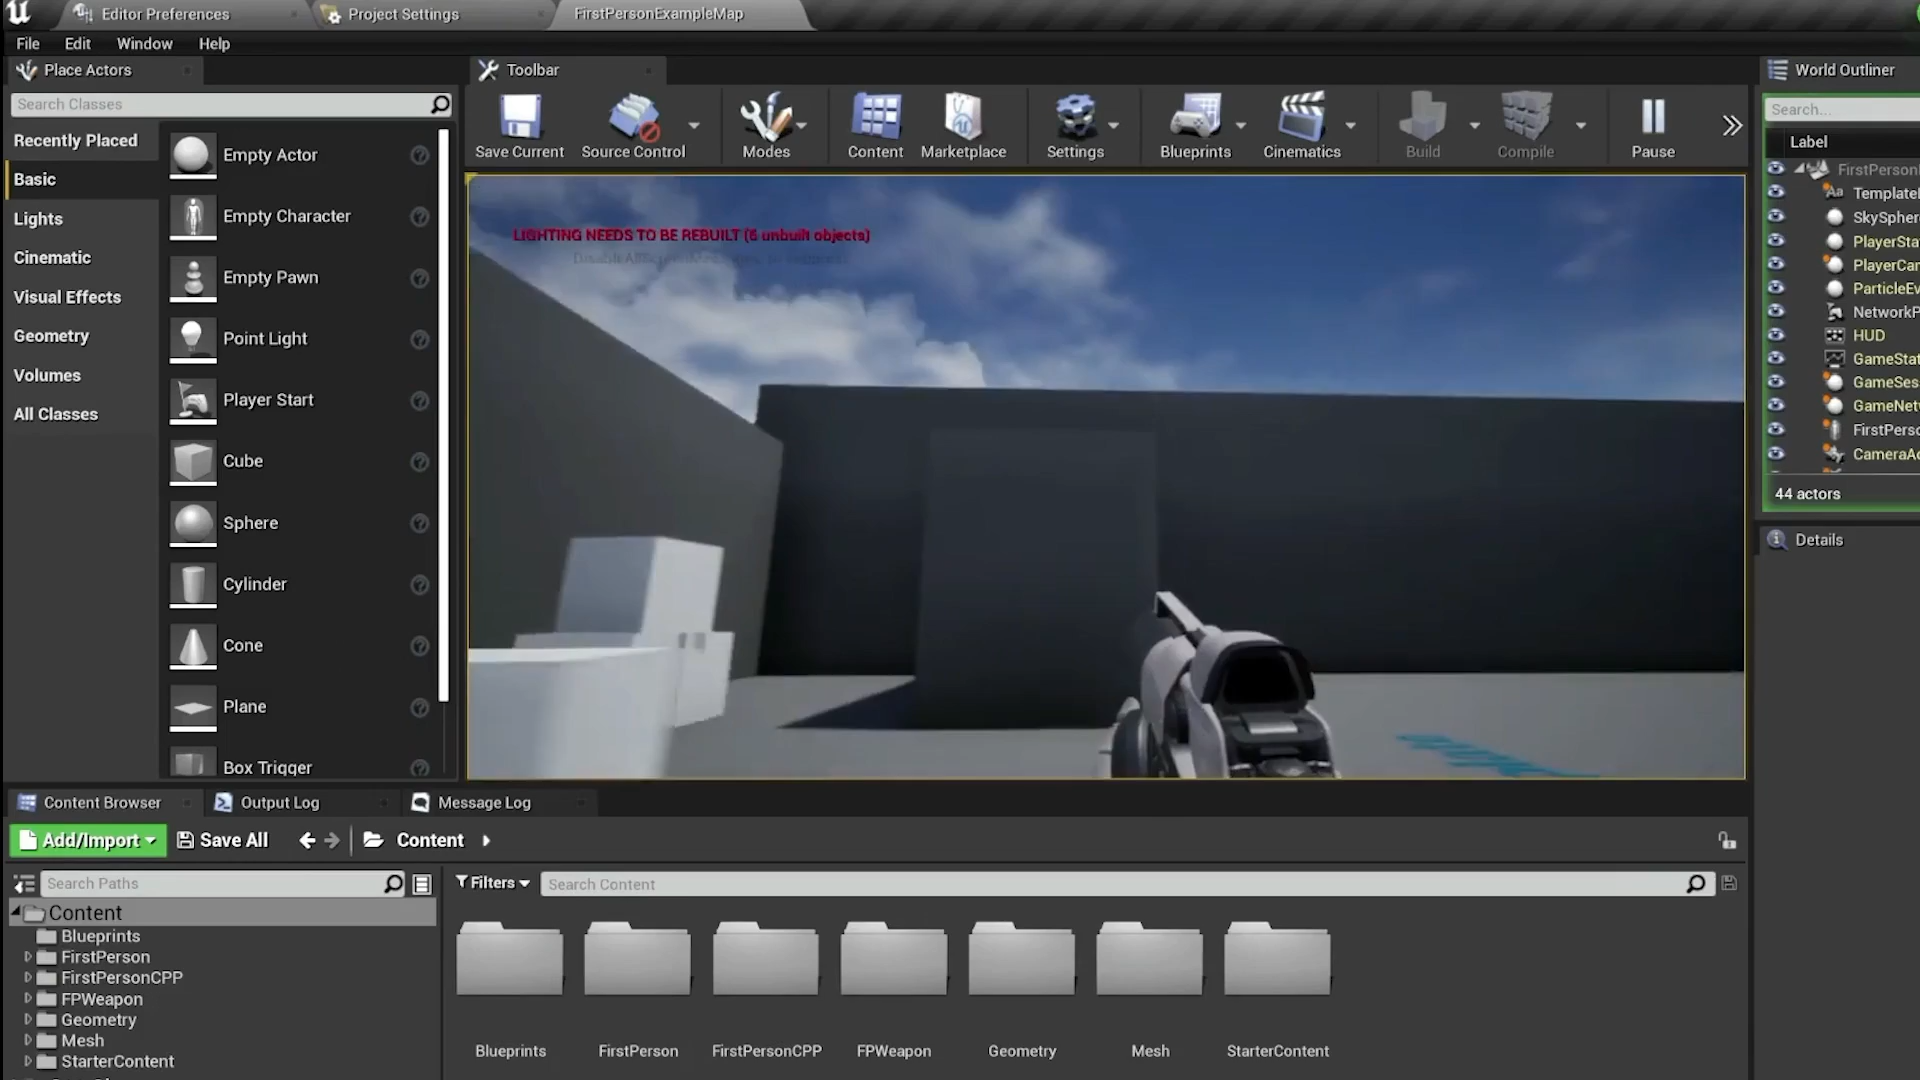 Editor Preferences
Project Settings
FirstPersonExampleMap
File Edit Window Help
Place Actors
Toolbar
World Outliner
Search Classes
Recently Placed
Basic
Lights
Cinematic
Visual Effects
Geometry
Volumes
All Classes
Empty Actor
Empty Character
Empty Pawn
Point Light
Player Start
Cube
Sphere
Cylinder
Cone
Plane
Box Trigger
Save Current
Source Control
Modes
Content
Marketplace
Settings
Blueprints
Cinematics
Build
Compile
Pause
LIGHTING NEEDS TO BE REBUILT (6 unbuilt objects)
Search...
Label
FirstPerson
Template
SkySpher
PlayerSta
PlayerCan
ParticleEv
NetworkP
HUD
GameStat
GameSes
GameNetw
FirstPerso
CameraAc
44 actors
Details
Content Browser
Output Log
Message Log
Add/Import
Save All
Content
Search Paths
Filters
Search Content
Content
Blueprints
FirstPerson
FirstPersonCPP
FPWeapon
Geometry
Mesh
StarterContent
Blueprints
FirstPerson
FirstPersonCPP
FPWeapon
Geometry
Mesh
StarterContent